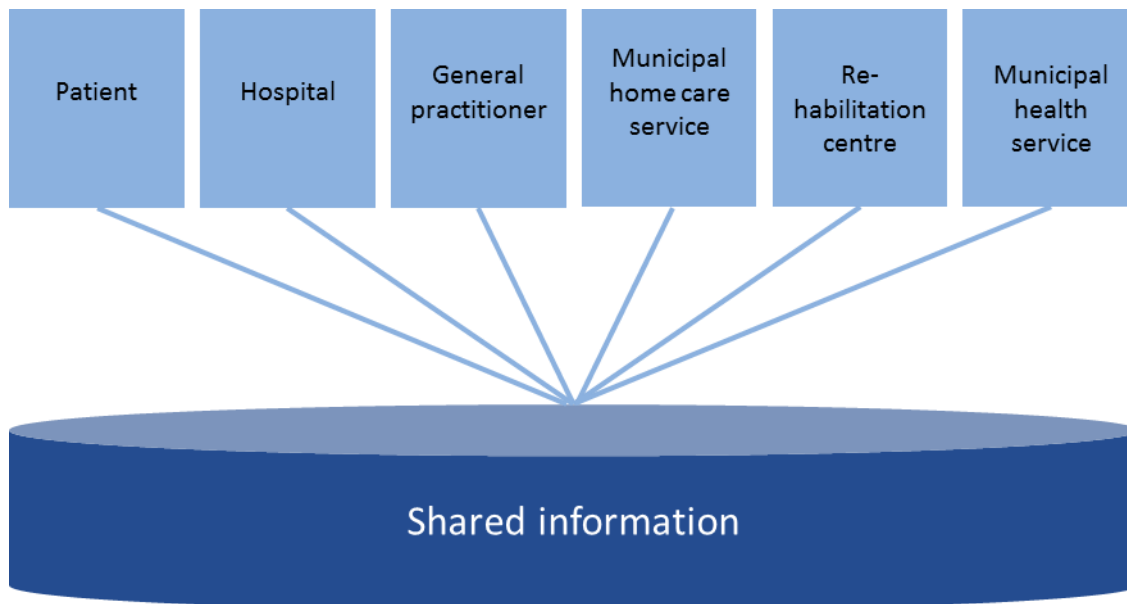 Patient
Hospital
General
practitioner
Municipal
home care
service
Re-
habilitation
centre
Municipal
health
service
Shared information